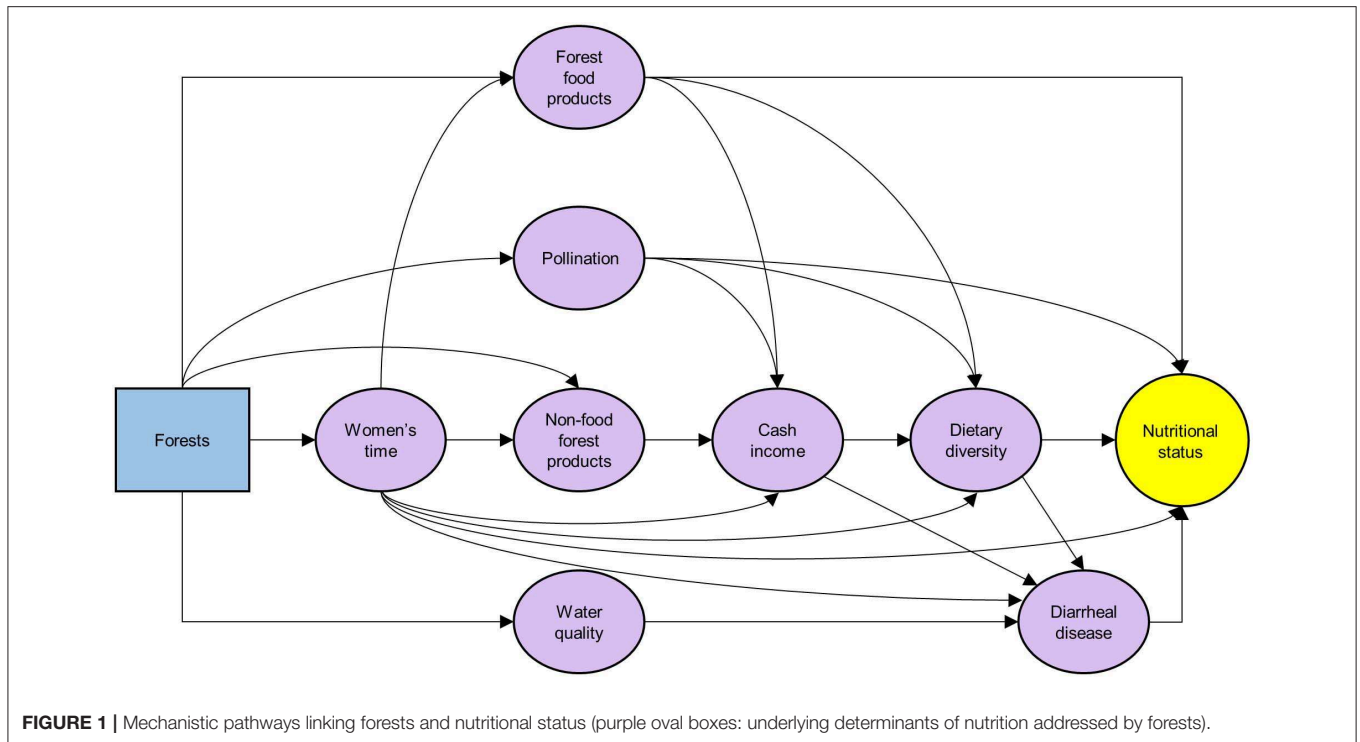 Forest
food
products
Pollination
Forests
Women's
time
Non-food
forest
products
Cash
income
Dietary
diversity
Nutritional
status
Water
quality
Diarrheal
disease
FIGURE 1 | Mechanistic pathways linking forests and nutritional status (purple oval boxes: underlying determinants of nutrition addressed by forests).